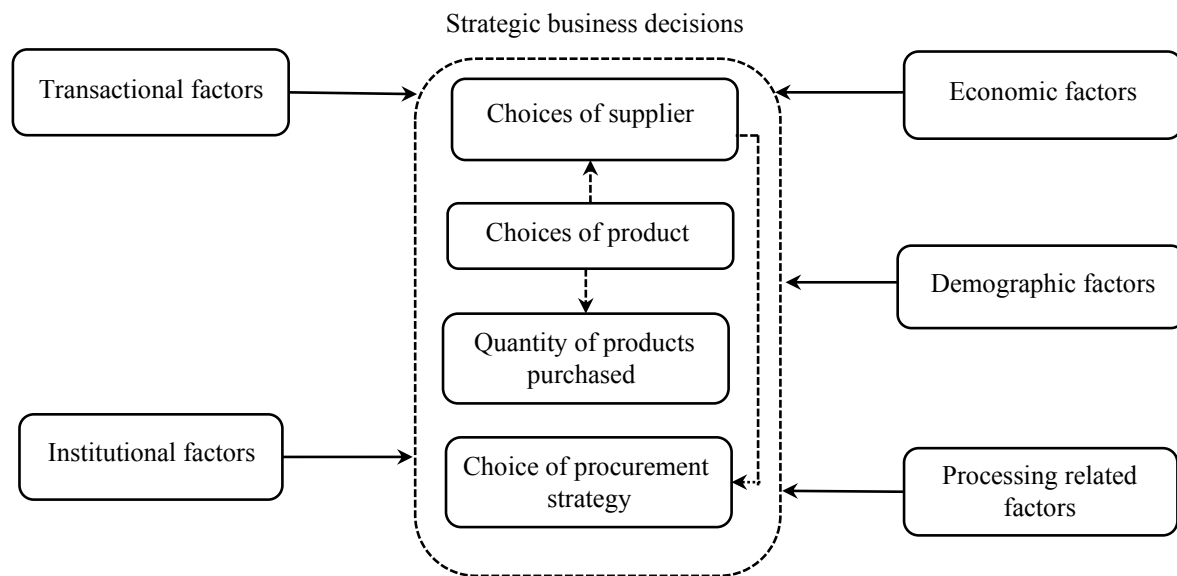 Strategic business decisions
Transactional factors
Choices of supplier
Economic factors
Choices of product
Demographic factors
Quantity of products
purchased
Institutional factors
Choice of procurement
strategy
Processing related
factors